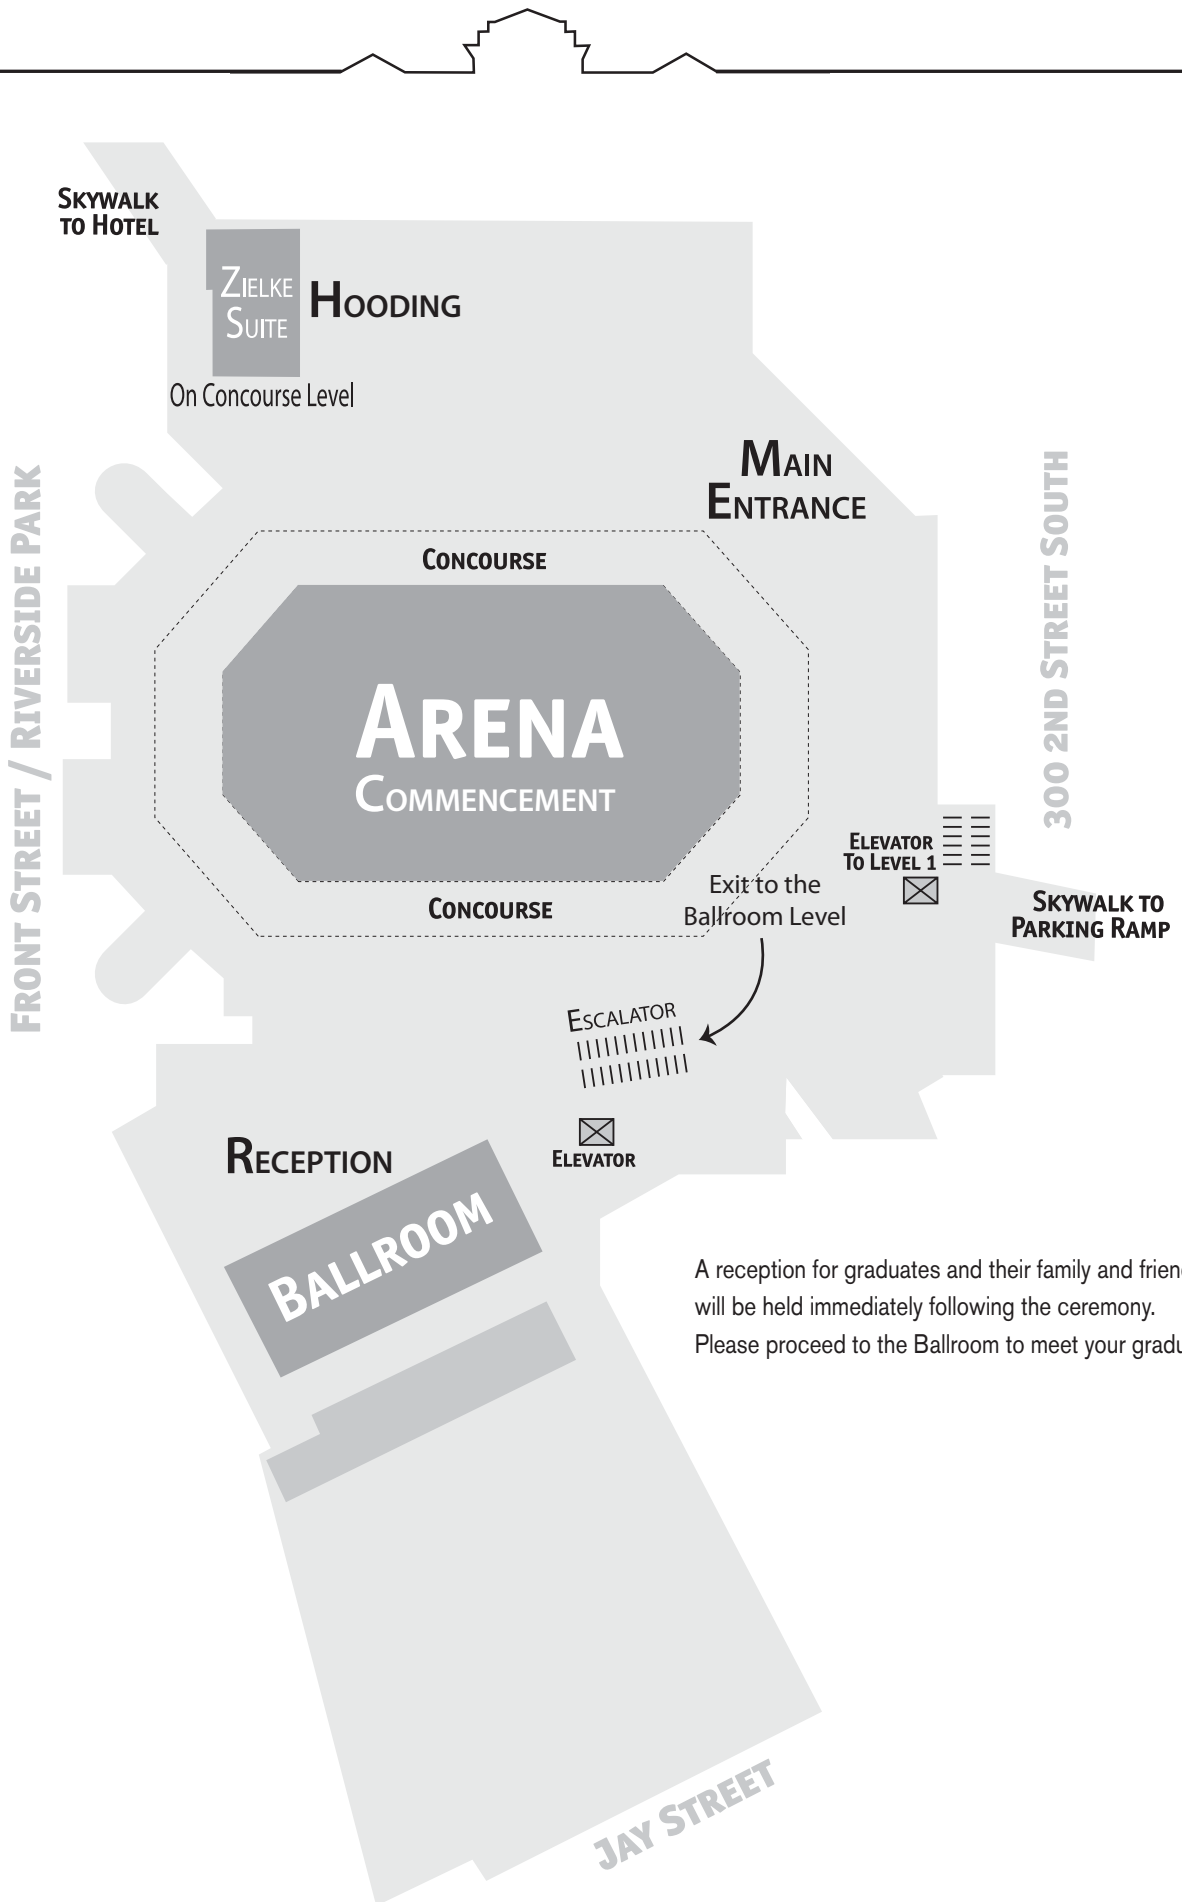 SKYWALK
TO HOTEL
ZIELKE
SUITE
HOODING
On Concourse Level
MAIN
ENTRANCE
FRONT STREET / RIVERSIDE PARK
300 2ND STREET SOUTH
CONCOURSE
ARENA
COMMENCEMENT
ELEVATOR
TO LEVEL 1
CONCOURSE
Exit to the
Ballroom Level
SKYWALK TO
PARKING RAMP
ESCALATOR
ELEVATOR
RECEPTION
BALLROOM
A reception for graduates and their family and
will be held immediately following the ceremony.
Please proceed to the Ballroom to meet your
JAY STREET